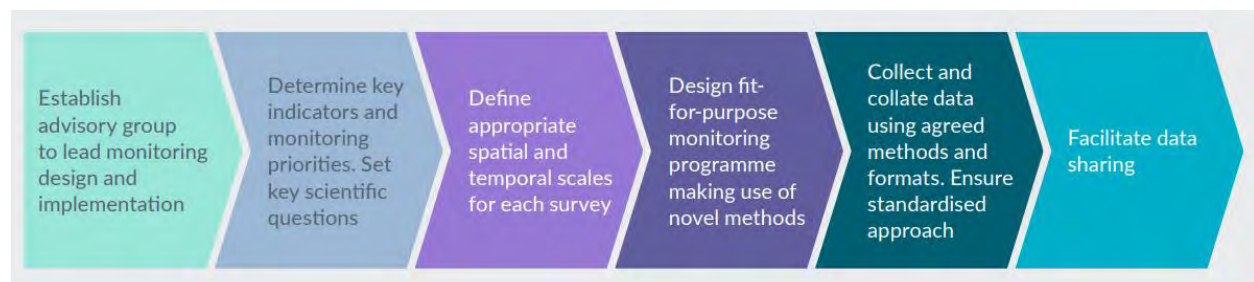 Establish
advisory group
to lead monitoring
design and
implementation
Determine key
indicators and
monitoring
priorities. Set
key scientific
questions
Define
appropriate
spatial and
temporal scales
for each survey
Design fit-
for-purpose
monitoring
programme
making use of
novel methods
Collect and
collate data
using agreed
methods and
formats. Ensure
standardised
approach
Facilitate data
sharing